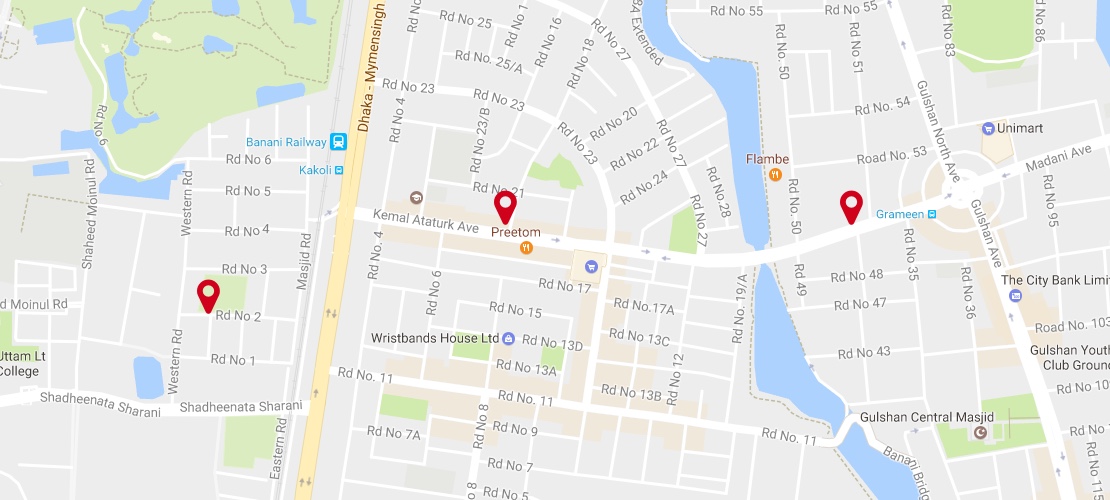 Rd No 25
Rd No 1
Rd No 16
Rd No 27
9A Extended
Rd No 55
Rd No 55
Rd No 83
Rd No 86
Rd No. 25/A
Rd No 18
Rd No. 50
Rd No 51
Dhaka - Mymensingh
Rd No 23
Rd No 23
Rd No 4
Rd No 9
Rd No. 54
Gulshan North Ave
Rd No 23/B
Rd No 20
Rd No 27
Unimart
Banani Railway
Rd No 23
Rd No 22
Flambe
Road No. 53
Madani Ave
Rd No 6
Kakoli
Shaheed Moinul Rd
Western Rd
Rd No 5
Rd No 21
Rd No.24
Rd No.28
Rd No. 50
Rd No 95
Grameen
Kemal Ataturk Ave
Preetom
Rd No.27
Gulshan Ave
Rd No 4
Masjid Rd
Rd No. 4
Rd No 3
Rd No 6
Rd No 17
Rd 49
Rd No 48
Rd No 35
Rd No 36
The City Bank Limit
d Moinul Rd
Rd No 2
Rd No 15
Rd No.17A
Rd No.19/A
Rd No 47
Road No. 103
Western Rd
Wristbands House Ltd
Rd No 13D
Rd No 13C
Rd No 43
Uttam Lt
College
Rd No 1
Rd No 13A
Rd No 12
Gulshan Youth
Club Ground
Rd No. 11
Rd No. 11
Rd No 13B
Shadheenata Sharani
Shadheenata Sharani
Rd No 8
Gulshan Central Masjid
Eastern Rd
Rd No 7A
Rd No 9
Rd No. 11
Banani Bridg
Rd No 7
Rd No 5
Rd No 11